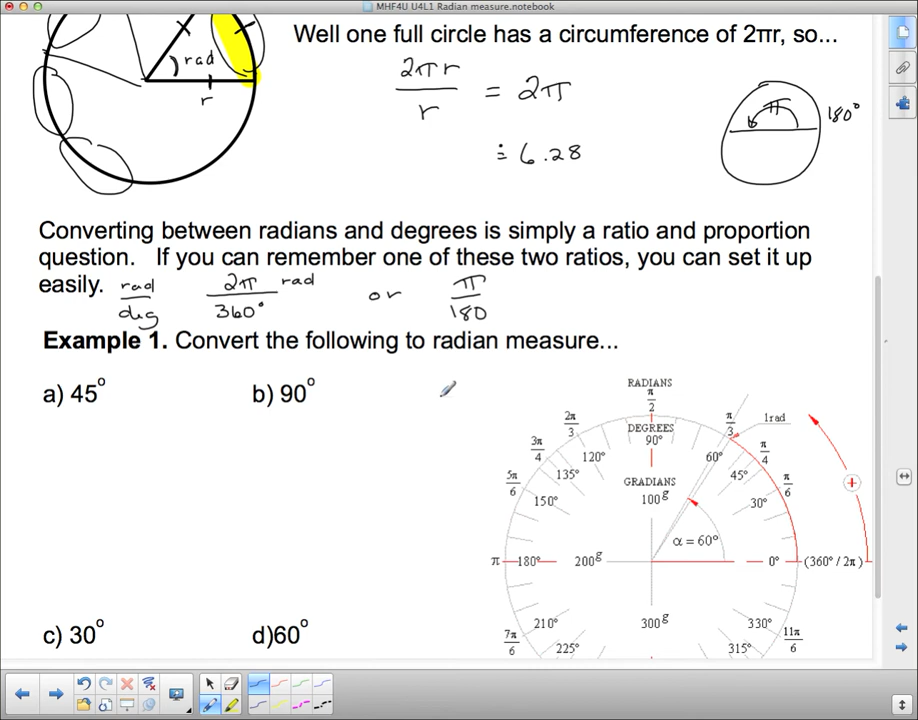 MHF4U U4L1 Radian measure.notebook
Well one full circle has a circumference of 2πr, so...
rad
r
2πr
r
= 2π
≐ 6.28
π
180°
Converting between radians and degrees is simply a ratio and proportion
question. If you can remember one of these two ratios, you can set it up
easily. rad
deg
2π rad
360°
or
π
180
Example 1. Convert the following to radian measure...
a) 45°
b) 90°
c) 30°
d)60°
RADIANS
π
2
DEGREES
90°
GRADIANS
100g
2π
3
120°
3π
4
135°
5π
6
150°
π
3
60°
1rad
π
4
45°
π
6
30°
+
α = 60°
π 180° 200g 0° (360°/2π)
300g
210°
7π
6
225°
330°
11π
6
315°